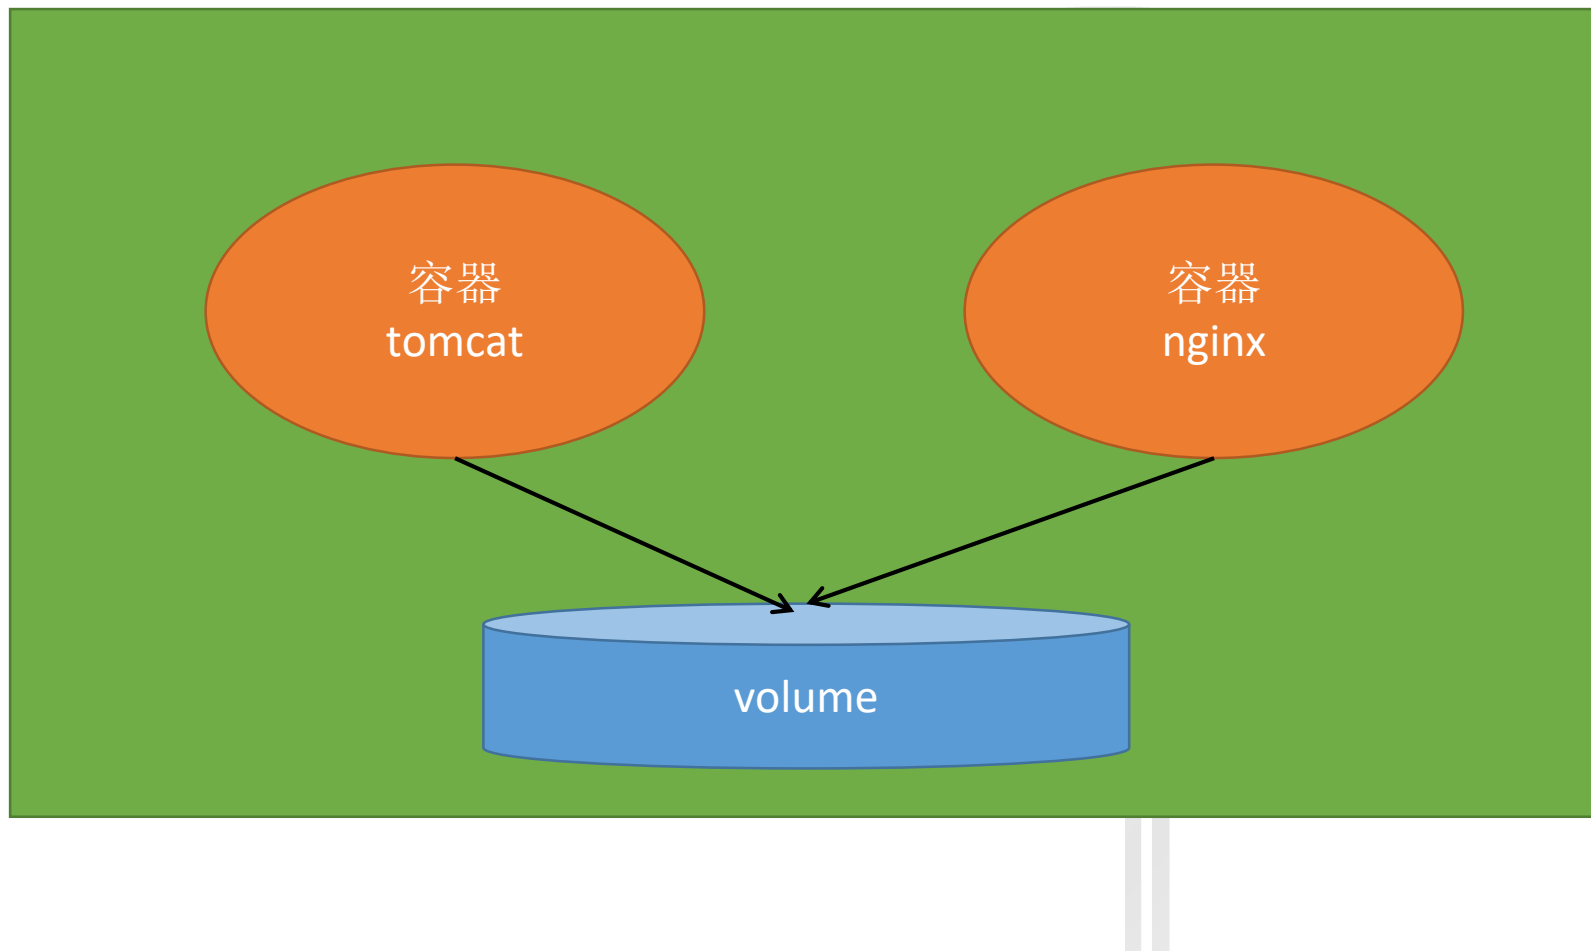 容器
tomcat
容器
nginx
volume